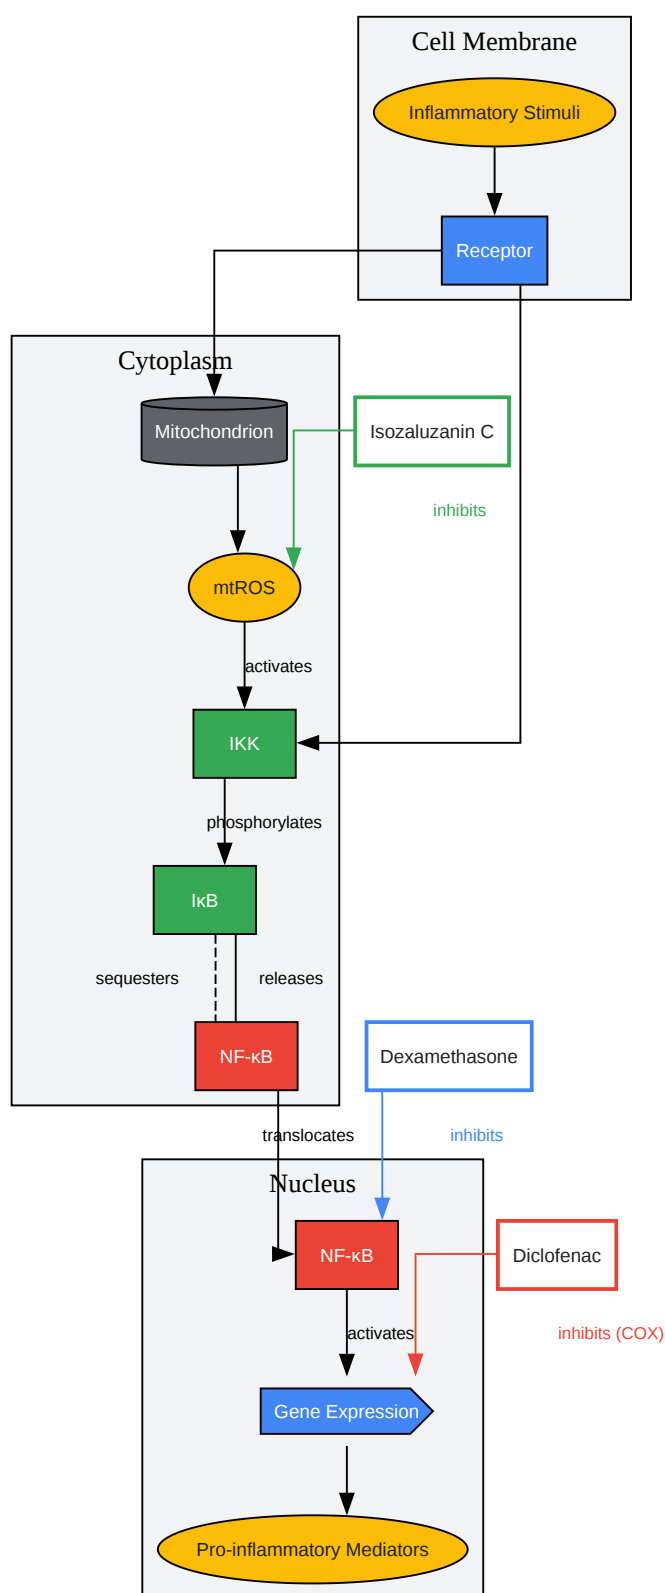 Cell Membrane
Inflammatory Stimuli
Receptor
Cytoplasm
Mitochondrion
Isozaluzanin C
inhibits
mtROS
activates
IKK
phosphorylates
IκB
sequesters
releases
NF-κB
Dexamethasone
translocates
inhibits
Nucleus
NF-κB
Diclofenac
activates
inhibits (COX)
Gene Expression
Pro-inflammatory Mediators